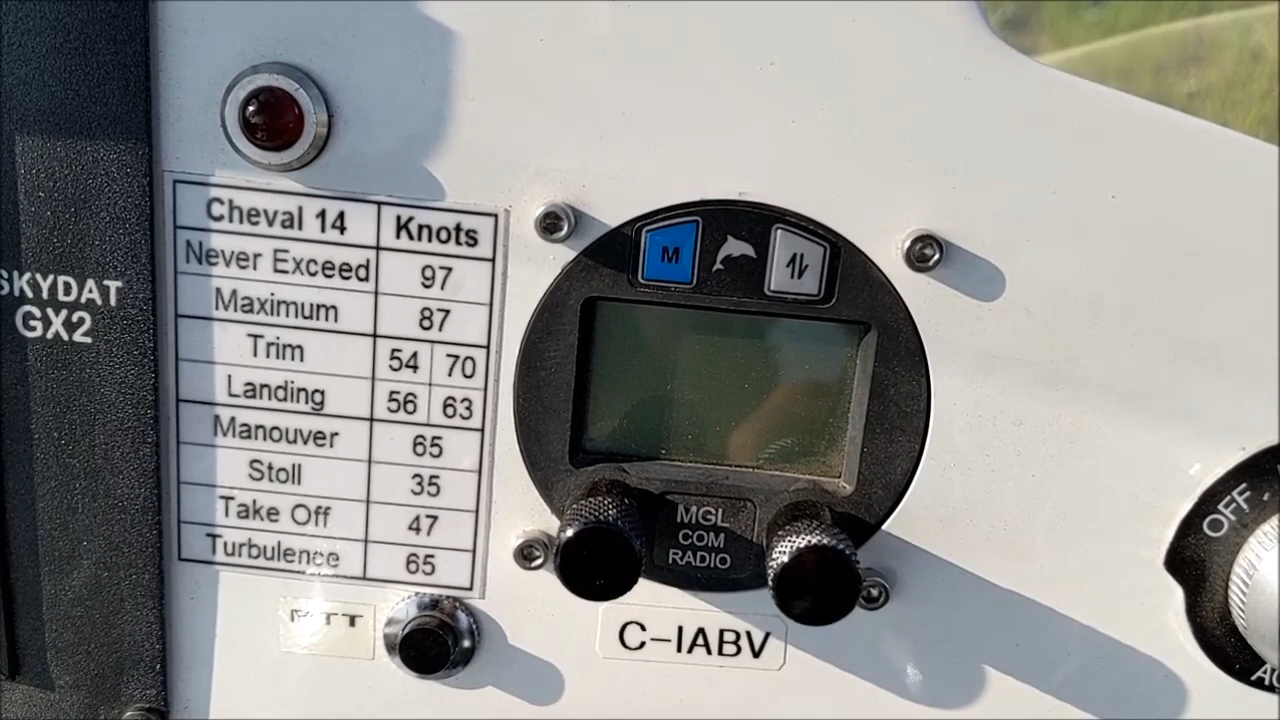 SKYDAT
GX2
Cheval 14 Knots
Never Exceed 97
Maximum 87
Trim 54 70
Landing 56 63
Manouver 65
Stoll 35
Take Off 47
Turbulence 65
PTT
M
MGL
COM
RADIO
C-IABV
OFF